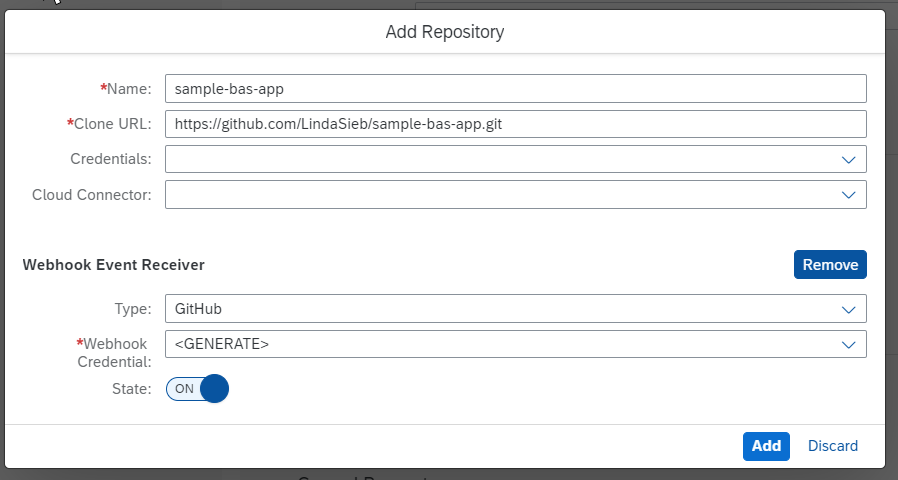 Add Repository
*Name: sample-bas-app
*Clone URL: https://github.com/LindaSieb/sample-bas-app.git
Credentials:
Cloud Connector:
Webhook Event Receiver Remove
Type: GitHub
*Webhook Credential: <GENERATE>
State: ON
Add Discard